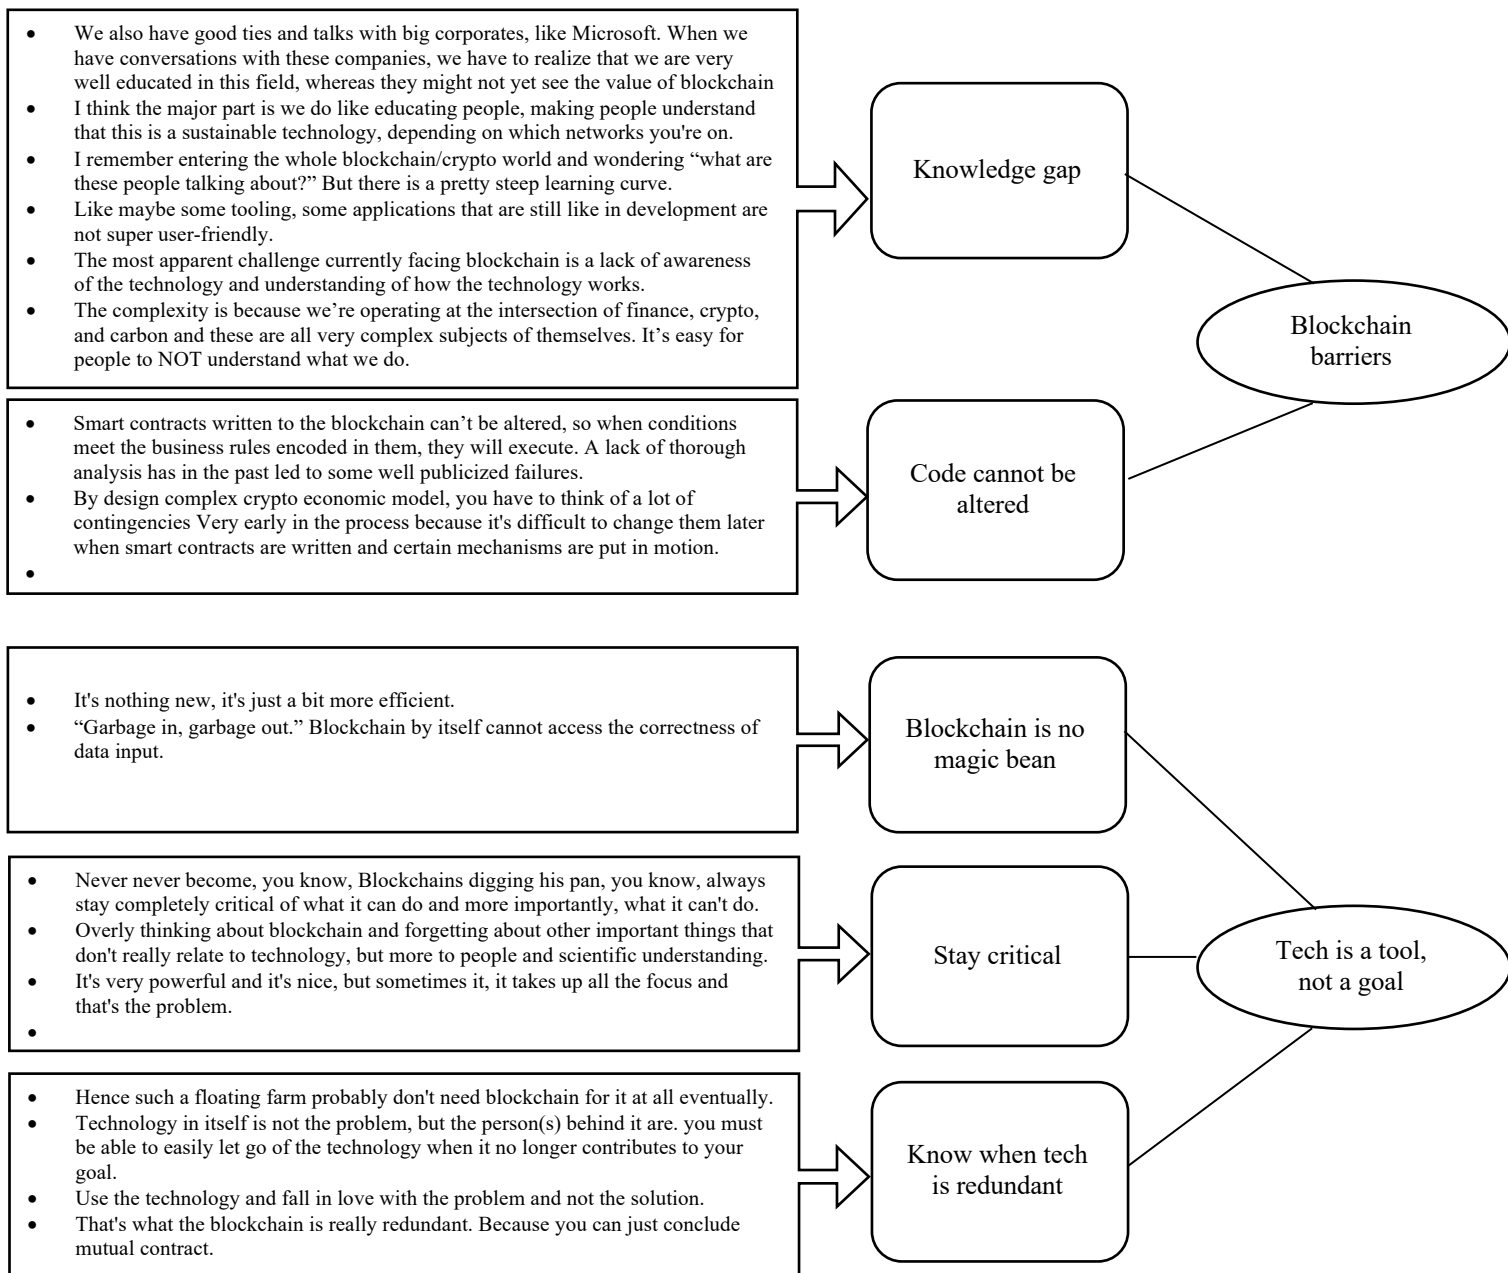 • We also have good ties and talks with big corporates, like Microsoft. When we
have conversations with these companies, we have to realize that we are very
well educated in this field, whereas they might not yet see the value of blockchain
• I think the major part is we do like educating people, making people understand
that this is a sustainable technology, depending on which networks you're on.
• I remember entering the whole blockchain/crypto world and wondering “what are
these people talking about?” But there is a pretty steep learning curve.
• Like maybe some tooling, some applications that are still like in development are
not super user-friendly.
• The most apparent challenge currently facing blockchain is a lack of awareness
of the technology and understanding of how the technology works.
• The complexity is because we’re operating at the intersection of finance, crypto,
and carbon and these are all very complex subjects of themselves. It’s easy for
people to NOT understand what we do.
Knowledge gap
Blockchain
barriers
• Smart contracts written to the blockchain can’t be altered, so when conditions
meet the business rules encoded in them, they will execute. A lack of thorough
analysis has in the past led to some well publicized failures.
• By design complex crypto economic model, you have to think of a lot of
contingencies Very early in the process because it's difficult to change them later
when smart contracts are written and certain mechanisms are put in motion.
•
Code cannot be
altered
• It's nothing new, it's just a bit more efficient.
• “Garbage in, garbage out.” Blockchain by itself cannot access the correctness of
data input.
Blockchain is no
magic bean
• Never never become, you know, Blockchains digging his pan, you know, always
stay completely critical of what it can do and more importantly, what it can't do.
• Overly thinking about blockchain and forgetting about other important things that
don't really relate to technology, but more to people and scientific understanding.
• It's very powerful and it's nice, but sometimes it, it takes up all the focus and
that's the problem.
•
Stay critical
Tech is a tool,
not a goal
• Hence such a floating farm probably don't need blockchain for it at all eventually.
• Technology in itself is not the problem, but the person(s) behind it are. you must
be able to easily let go of the technology when it no longer contributes to your
goal.
• Use the technology and fall in love with the problem and not the solution.
• That's what the blockchain is really redundant. Because you can just conclude
mutual contract.
Know when tech
is redundant